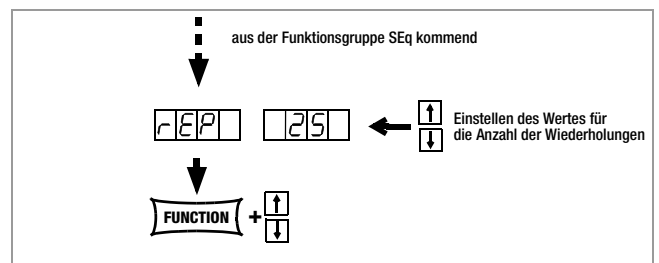 aus der Funktionsgruppe SEq kommend
rEP 25
Einstellen des Wertes für
die Anzahl der Wiederholungen
FUNCTION +